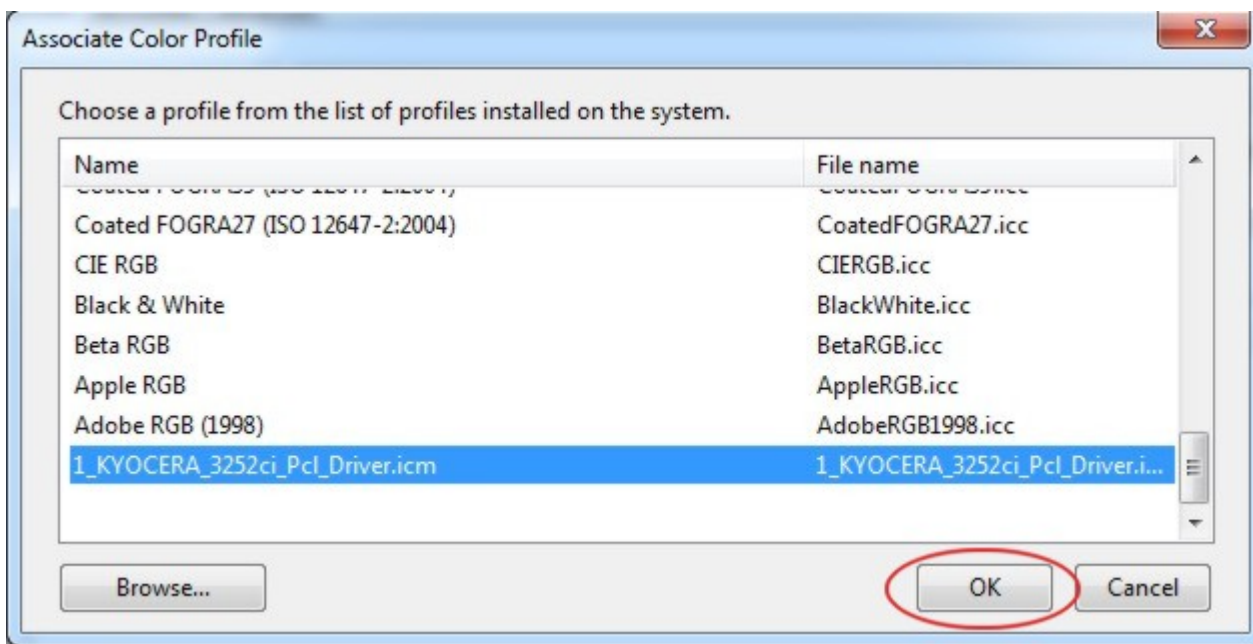 Associate Color Profile
Choose a profile from the list of profiles installed on the system.
Name File name
Coated FOGRA27 (ISO 12647-2:2004) CoatedFOGRA27.icc
CIE RGB CIERGB.icc
Black & White BlackWhite.icc
Beta RGB BetaRGB.icc
Apple RGB AppleRGB.icc
Adobe RGB (1998) AdobeRGB1998.icc
1_KYOCERA_3252ci_Pcl_Driver.icm 1_KYOCERA_3252ci_Pcl_Driver.i...
Browse... OK Cancel